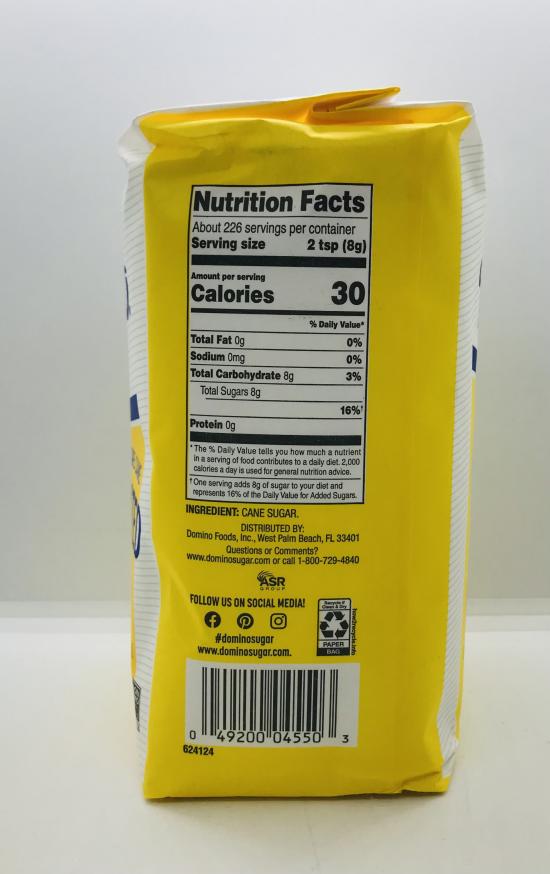 Nutrition Facts
About 226 servings per container
Serving size 2 tsp (8g)
Amount per serving
Calories 30
% Daily Value*
Total Fat 0g 0%
Sodium 0mg 0%
Total Carbohydrate 8g 3%
Total Sugars 8g
16%†
Protein 0g
* The % Daily Value tells you how much a nutrient
in a serving of food contributes to a daily diet. 2,000
calories a day is used for general nutrition advice.
† One serving adds 8g of sugar to your diet and
represents 16% of the Daily Value for Added Sugars.
INGREDIENT: CANE SUGAR.
DISTRIBUTED BY:
Domino Foods, Inc., West Palm Beach, FL 33401
Questions or Comments?
www.dominosugar.com or call 1-800-729-4840
ASR
GROUP
FOLLOW US ON SOCIAL MEDIA!
#dominosugar
www.dominosugar.com.
Recycle if
Clean & Dry
PAPER
BAG
how2recycle.info
0 49200 04550 3
624124